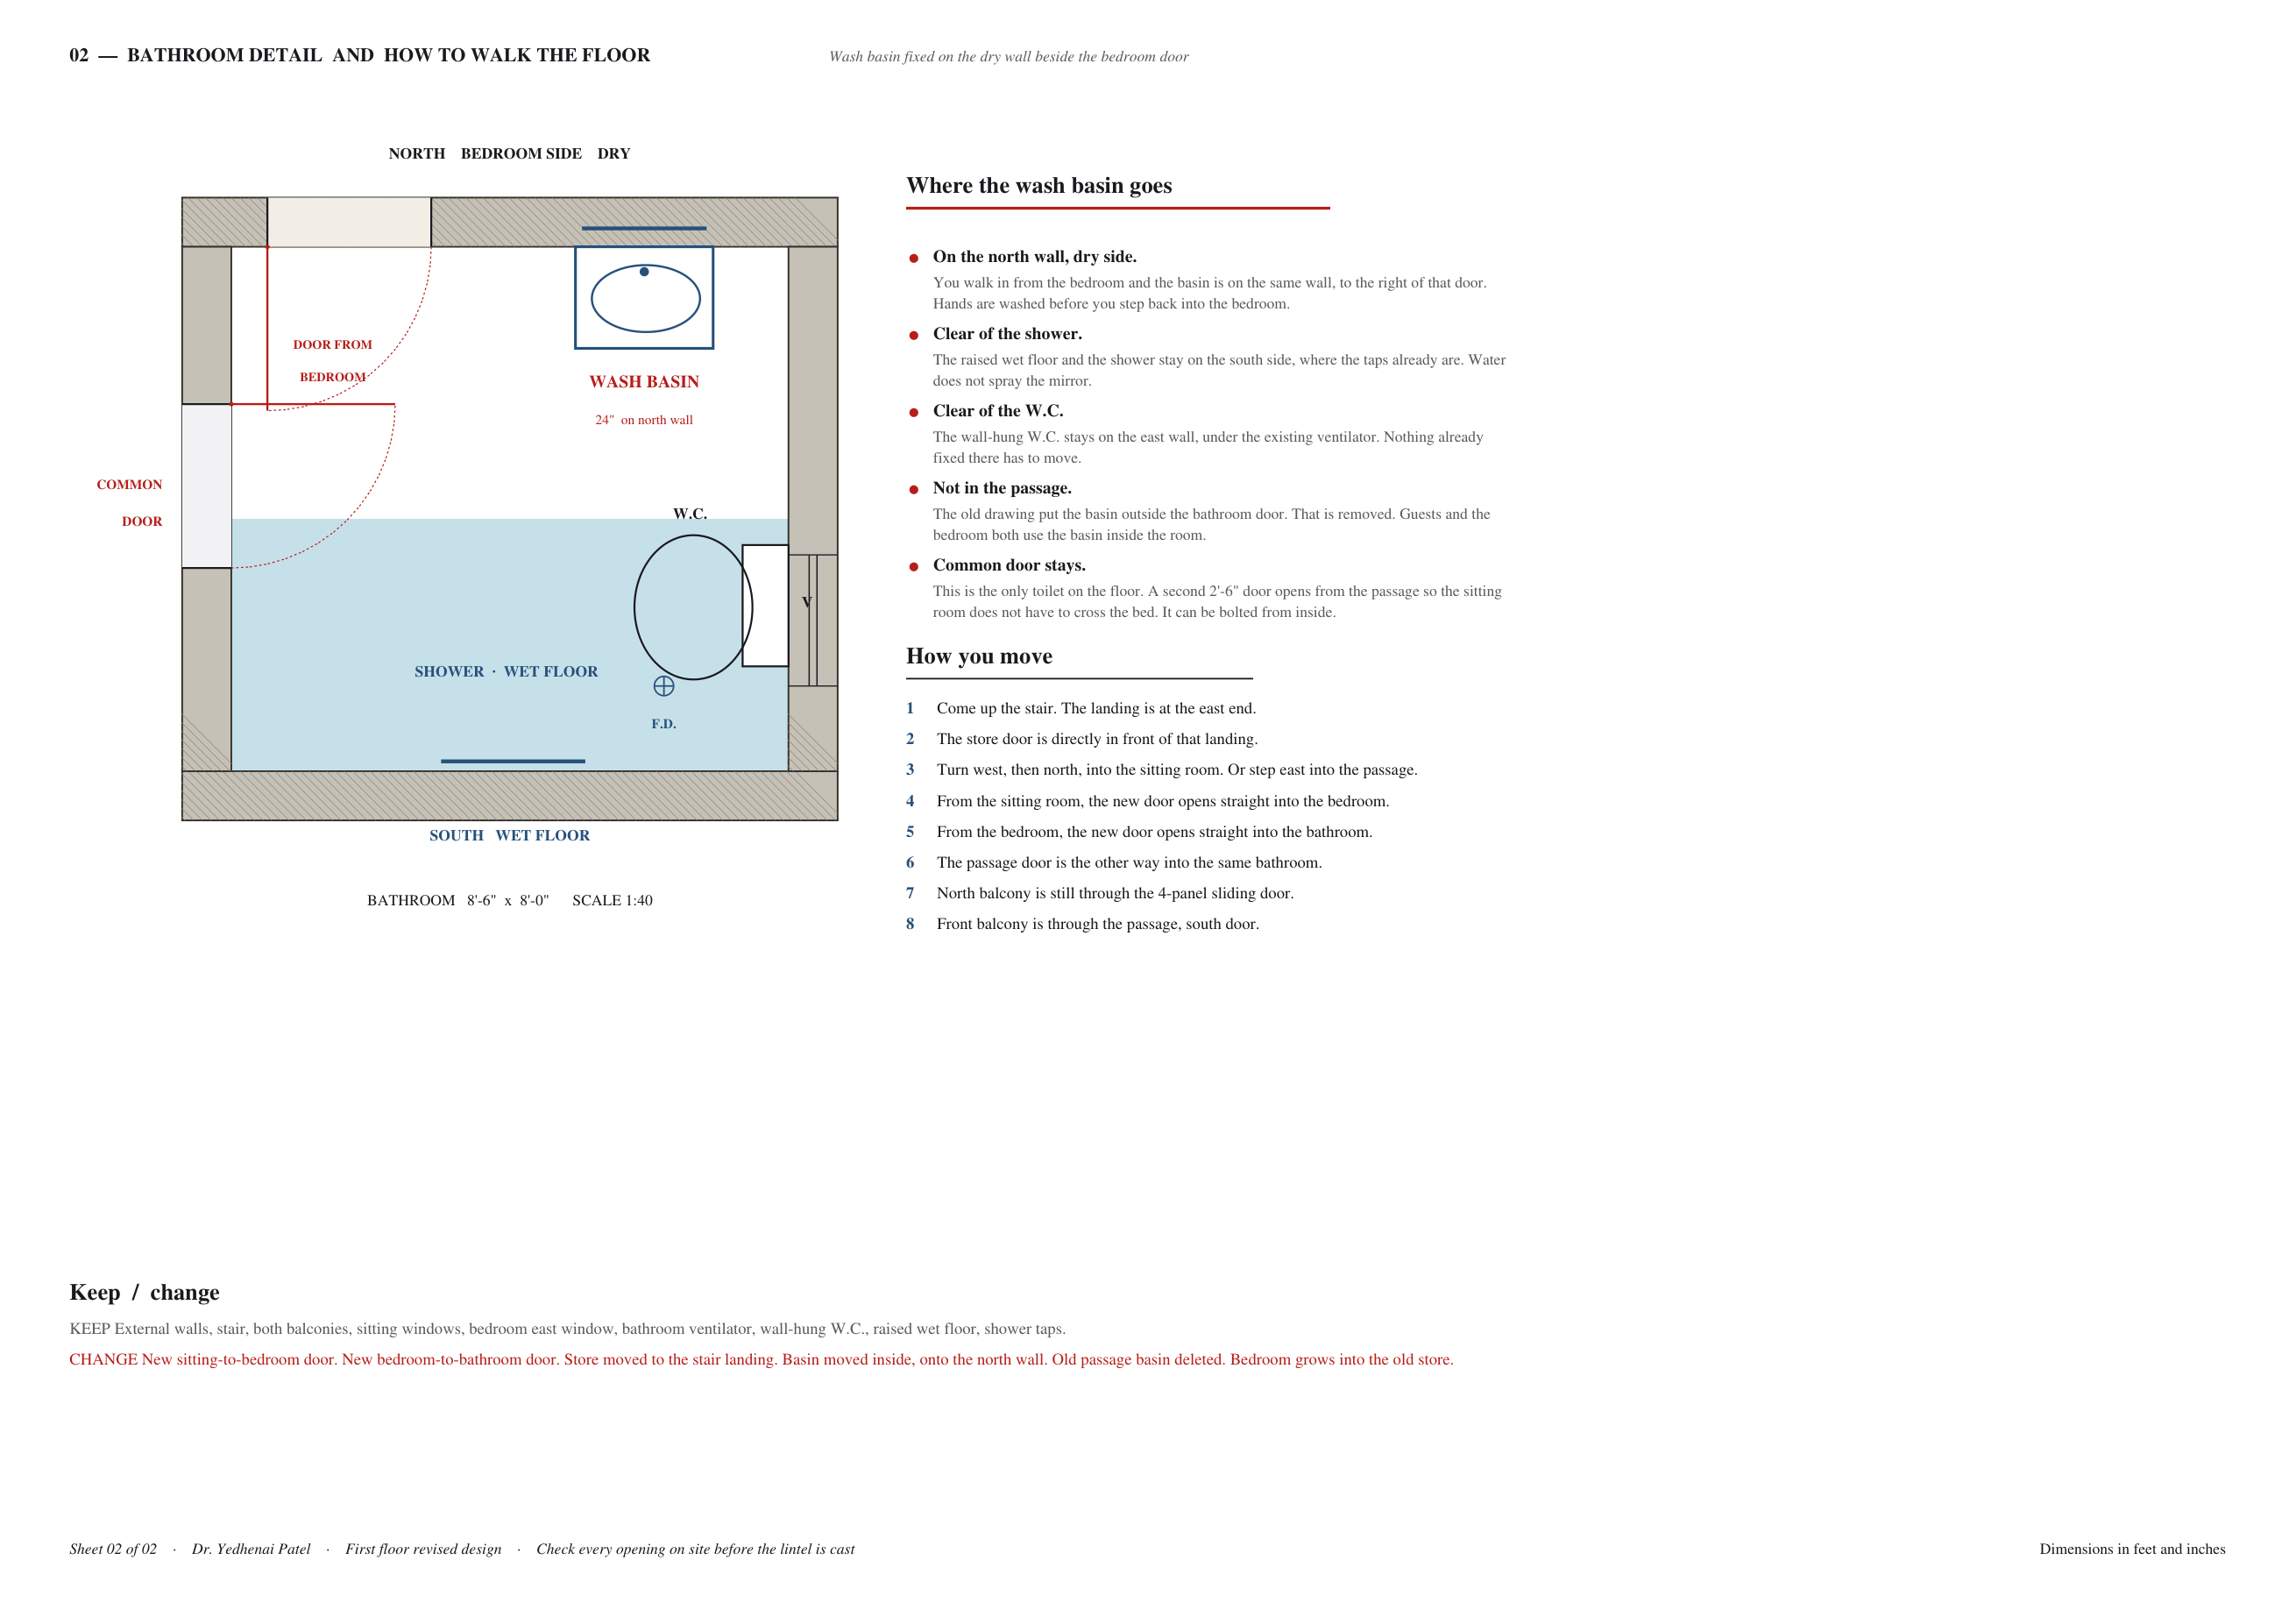 02 — BATHROOM DETAIL AND HOW TO WALK THE FLOOR
Wash basin fixed on the dry wall beside the bedroom door
NORTH BEDROOM SIDE DRY
DOOR FROM
BEDROOM
WASH BASIN
24" on north wall
COMMON
DOOR
W.C.
V
SHOWER · WET FLOOR
F.D.
SOUTH WET FLOOR
BATHROOM 8'-6" x 8'-0" SCALE 1:40
Where the wash basin goes
On the north wall, dry side.
You walk in from the bedroom and the basin is on the same wall, to the right of that door.
Hands are washed before you step back into the bedroom.
Clear of the shower.
The raised wet floor and the shower stay on the south side, where the taps already are. Water
does not spray the mirror.
Clear of the W.C.
The wall-hung W.C. stays on the east wall, under the existing ventilator. Nothing already
fixed there has to move.
Not in the passage.
The old drawing put the basin outside the bathroom door. That is removed. Guests and the
bedroom both use the basin inside the room.
Common door stays.
This is the only toilet on the floor. A second 2'-6" door opens from the passage so the sitting
room does not have to cross the bed. It can be bolted from inside.
How you move
1 Come up the stair. The landing is at the east end.
2 The store door is directly in front of that landing.
3 Turn west, then north, into the sitting room. Or step east into the passage.
4 From the sitting room, the new door opens straight into the bedroom.
5 From the bedroom, the new door opens straight into the bathroom.
6 The passage door is the other way into the same bathroom.
7 North balcony is still through the 4-panel sliding door.
8 Front balcony is through the passage, south door.
Keep / change
KEEP External walls, stair, both balconies, sitting windows, bedroom east window, bathroom ventilator, wall-hung W.C., raised wet floor, shower taps.
CHANGE New sitting-to-bedroom door. New bedroom-to-bathroom door. Store moved to the stair landing. Basin moved inside, onto the north wall. Old passage basin deleted. Bedroom grows into the old store.
Sheet 02 of 02 · Dr. Yedhenai Patel · First floor revised design · Check every opening on site before the lintel is cast
Dimensions in feet and inches